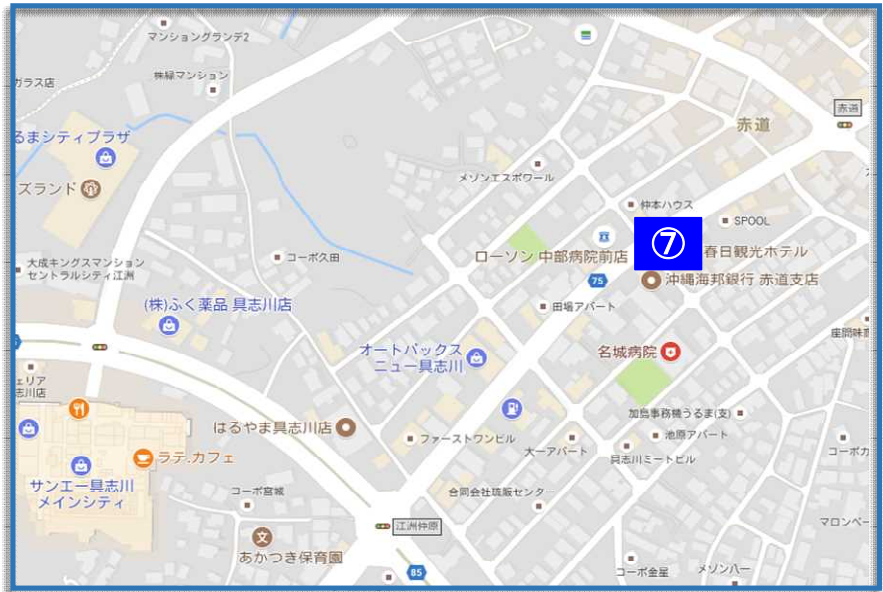 マンショングランデ2
ガラス店
株緑マンション
赤道
赤道
るまシティプラザ
メゾンエスポワール
ズランド
仲本ハウス
SPOOL
⑦
ローソン 中部病院前店
春日観光ホテル
コーポ久田
大成キングスマンション
セントラルシティ江洲
75
沖縄海邦銀行 赤道支店
(株)ふく薬品 具志川店
田場アパート
オートバックス
ニュー具志川
名城病院
ェリア
志川店
加島事務機うるま(支)
はるやま具志川店
ファーストワンビル
池原アパート
大一アパート
具志川ミートビル
コーポカ
ラテ.カフェ
サンエー具志川
メインシティ
コーポ宮城
合同会社琉販センタ
江洲仲原
マロンペー
あかつき保育園
85
コーポ金星
メゾン八一